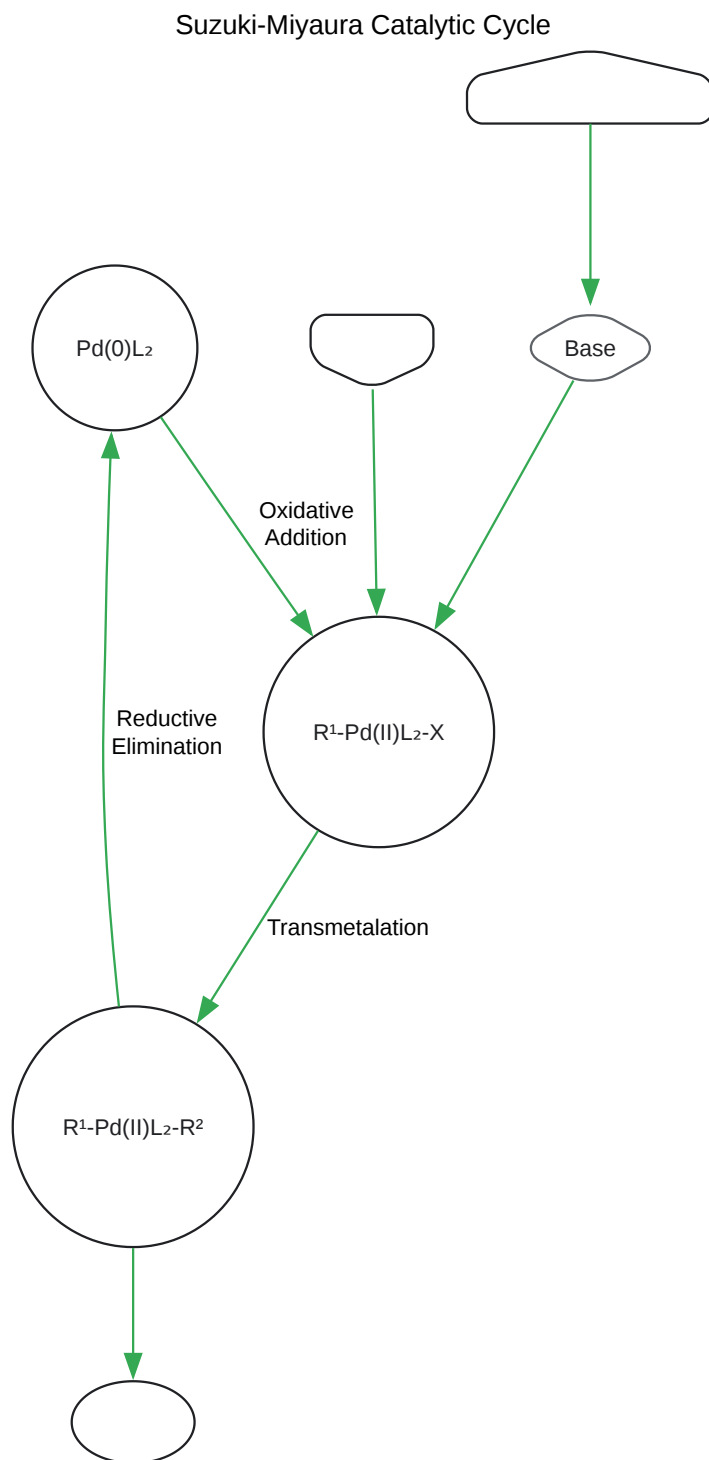 Suzuki-Miyaura Catalytic Cycle
Pd(0)L₂
Base
Oxidative
Addition
R¹-Pd(II)L₂-X
Reductive
Elimination
Transmetalation
R¹-Pd(II)L₂-R²